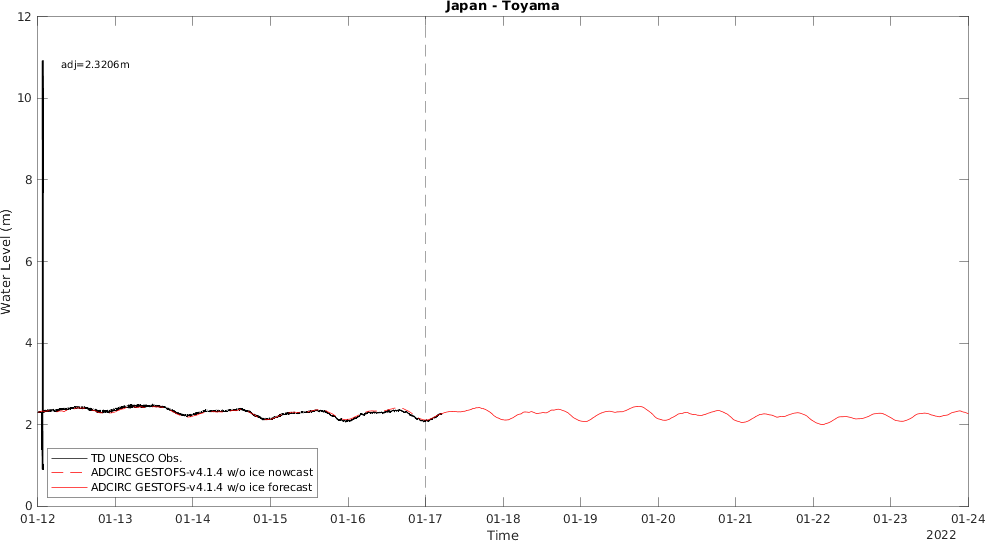 Japan - Toyama
adj=2.3206m
Water Level (m)
12
10
8
6
4
2
0
TD UNESCO Obs.
ADCIRC GESTOFS-v4.1.4 w/o ice nowcast
ADCIRC GESTOFS-v4.1.4 w/o ice forecast
01-12 01-13 01-14 01-15 01-16 01-17 01-18 01-19 01-20 01-21 01-22 01-23 01-24
Time
2022